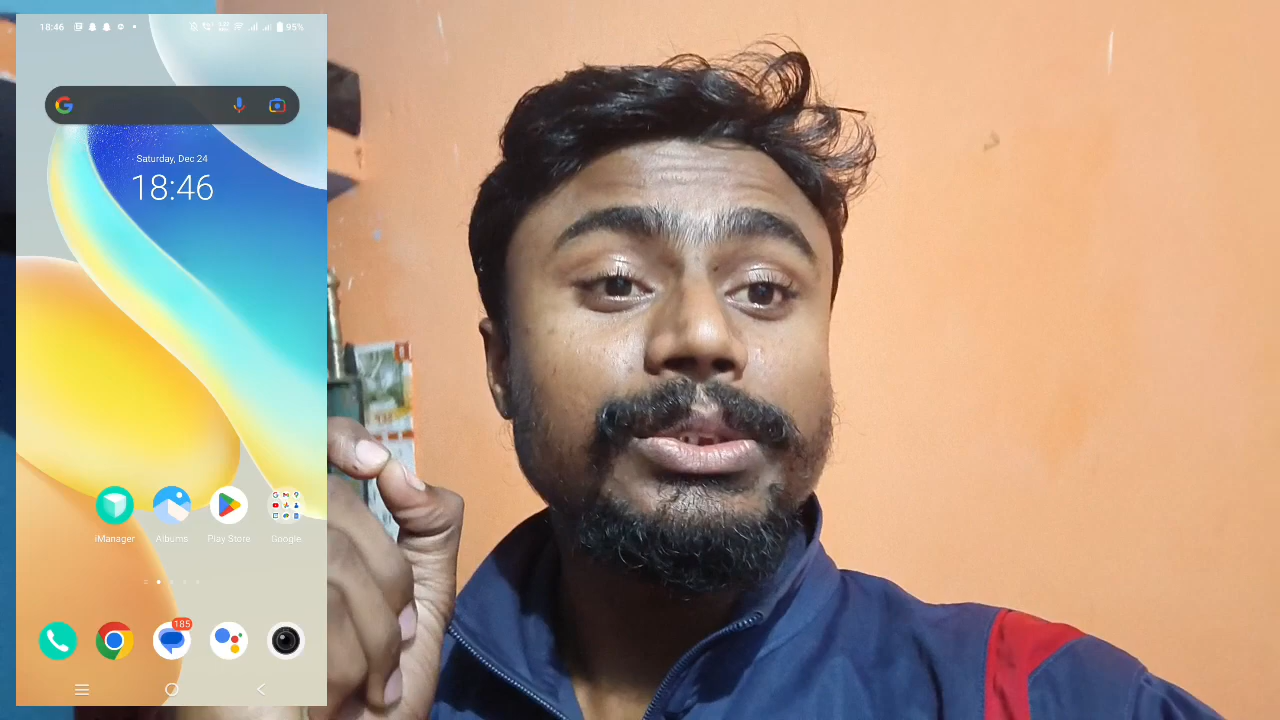 18:46
95%
Saturday, Dec 24
18:46
iManager
Albums
Play Store
Google
185